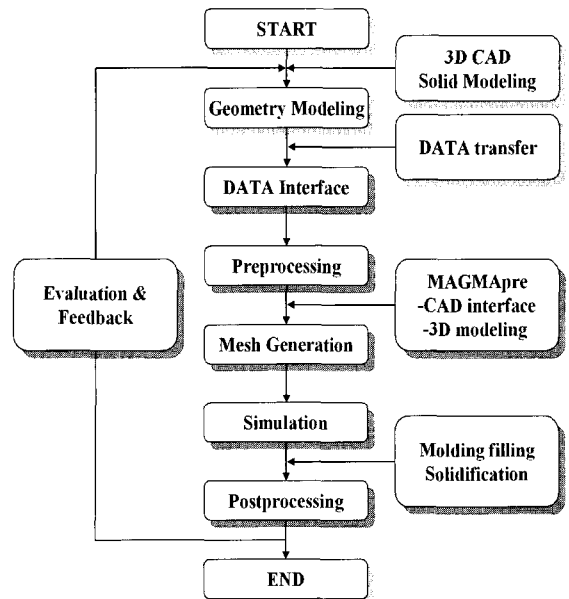 START
3D CAD
Solid Modeling
Geometry Modeling
DATA transfer
DATA Interface
Preprocessing
Evaluation &
Feedback
MAGMApre
-CAD interface
-3D modeling
Mesh Generation
Simulation
Molding filling
Solidification
Postprocessing
END